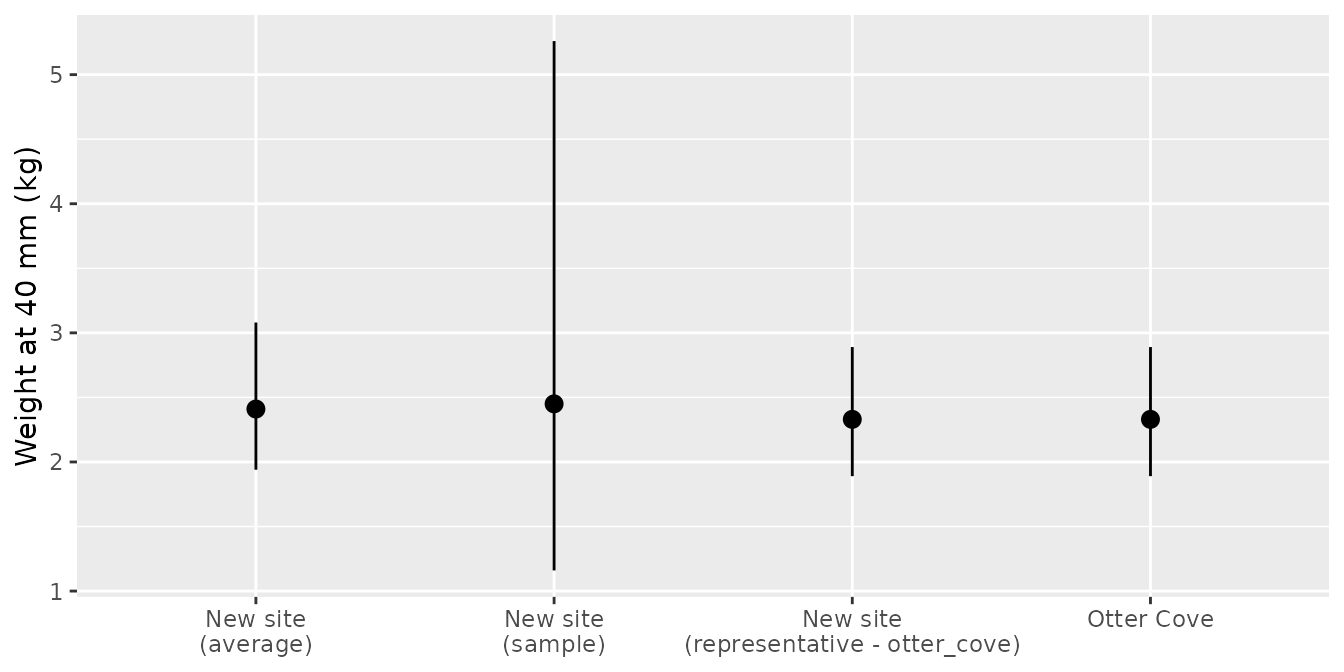 Weight at 40 mm (kg)
5
4
3
2
1
New site
(average)
New site
(sample)
New site
(representative - otter_cove)
Otter Cove